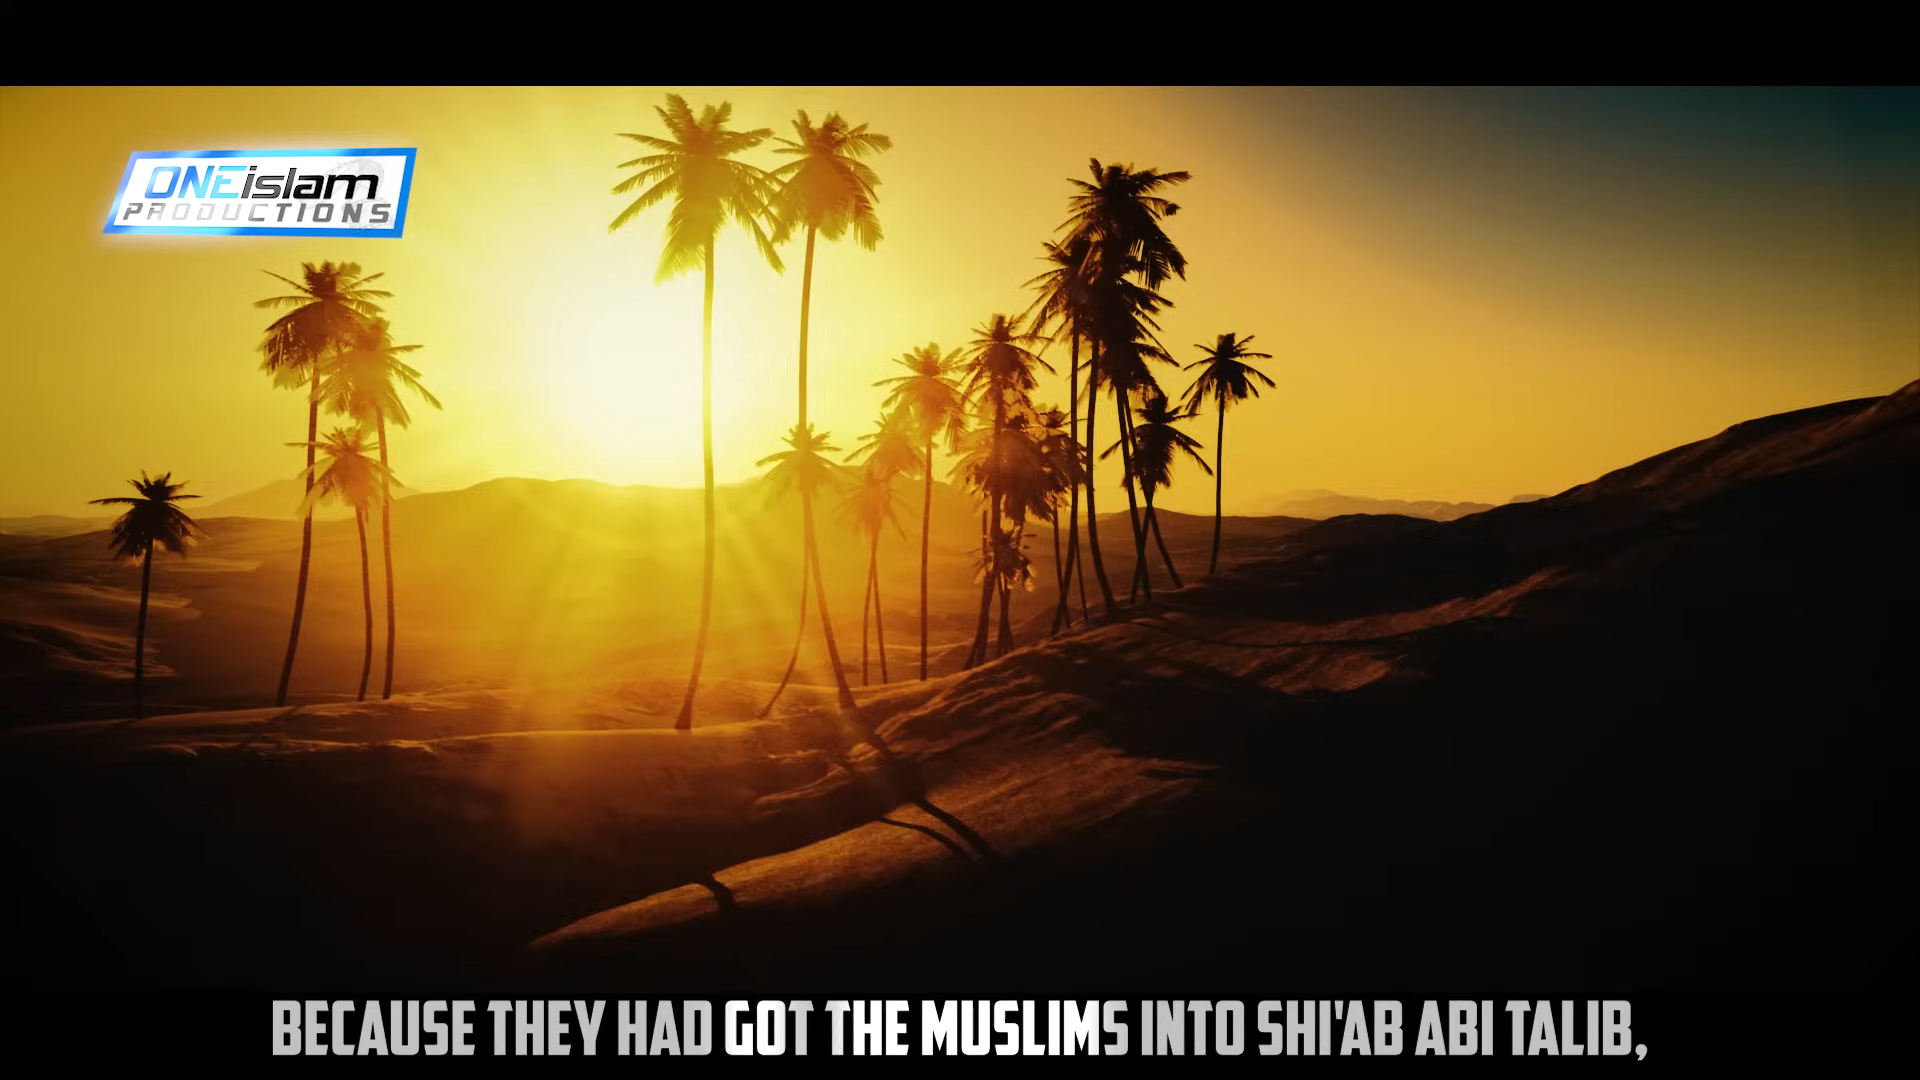 ONEislam
PRODUCTIONS
BECAUSE THEY HAD GOT THE MUSLIMS INTO SHI'AB ABI TALIB,